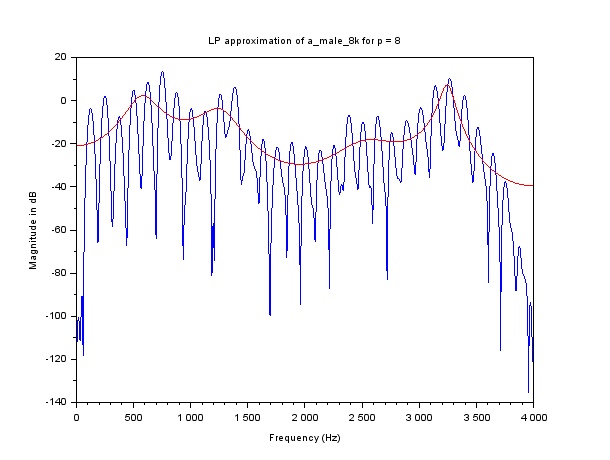 LP approximation of a_male_8k for p = 8
20
0
-20
-40
-60
-80
-100
-120
-140
Magnitude in dB
0 500 1 000 1 500 2 000 2 500 3 000 3 500 4 000
Frequency (Hz)